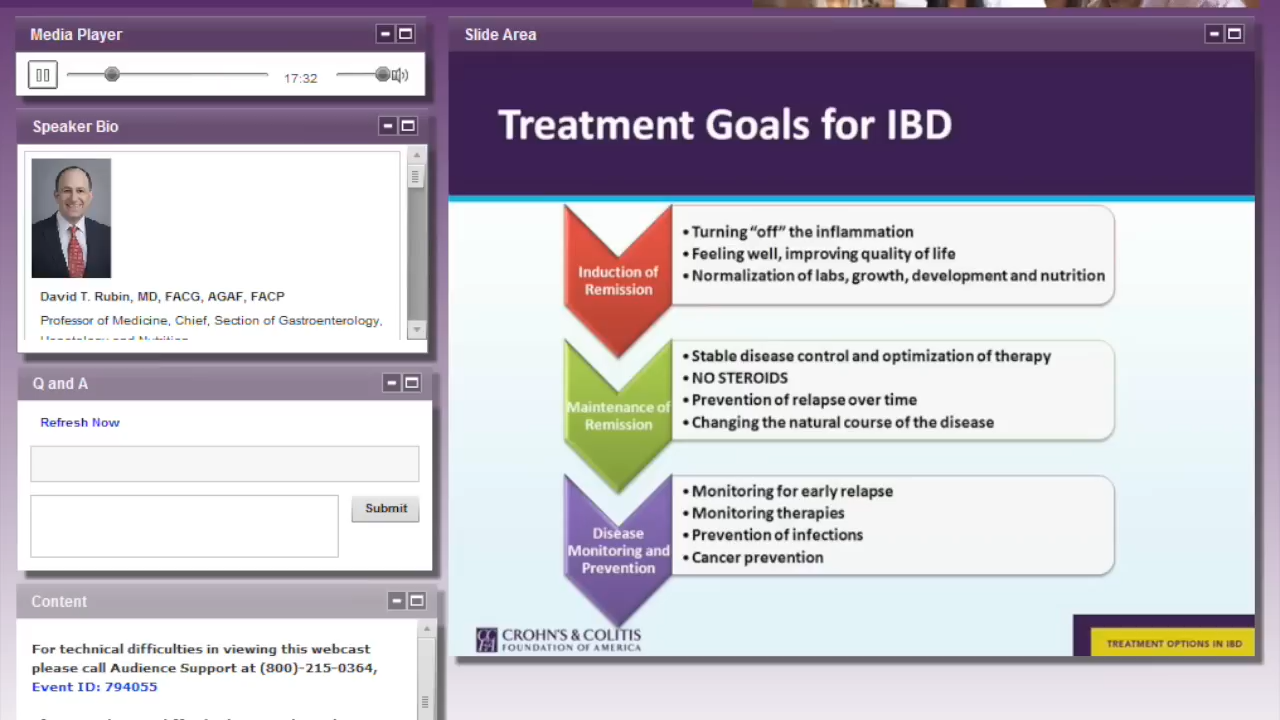 Media Player
17:32
Speaker Bio
David T. Rubin, MD, FACG, AGAF, FACP
Professor of Medicine, Chief, Section of Gastroenterology,
Q and A
Refresh Now
Submit
Content
For technical difficulties in viewing this webcast
please call Audience Support at (800)-215-0364,
Event ID: 794055
Slide Area
Treatment Goals for IBD
Induction of
Remission
• Turning “off” the inflammation
• Feeling well, improving quality of life
• Normalization of labs, growth, development and nutrition
Maintenance of
Remission
• Stable disease control and optimization of therapy
• NO STEROIDS
• Prevention of relapse over time
• Changing the natural course of the disease
Disease
Monitoring and
Prevention
• Monitoring for early relapse
• Monitoring therapies
• Prevention of infections
• Cancer prevention
CROHN'S & COLITIS
FOUNDATION OF AMERICA
TREATMENT OPTIONS IN IBD